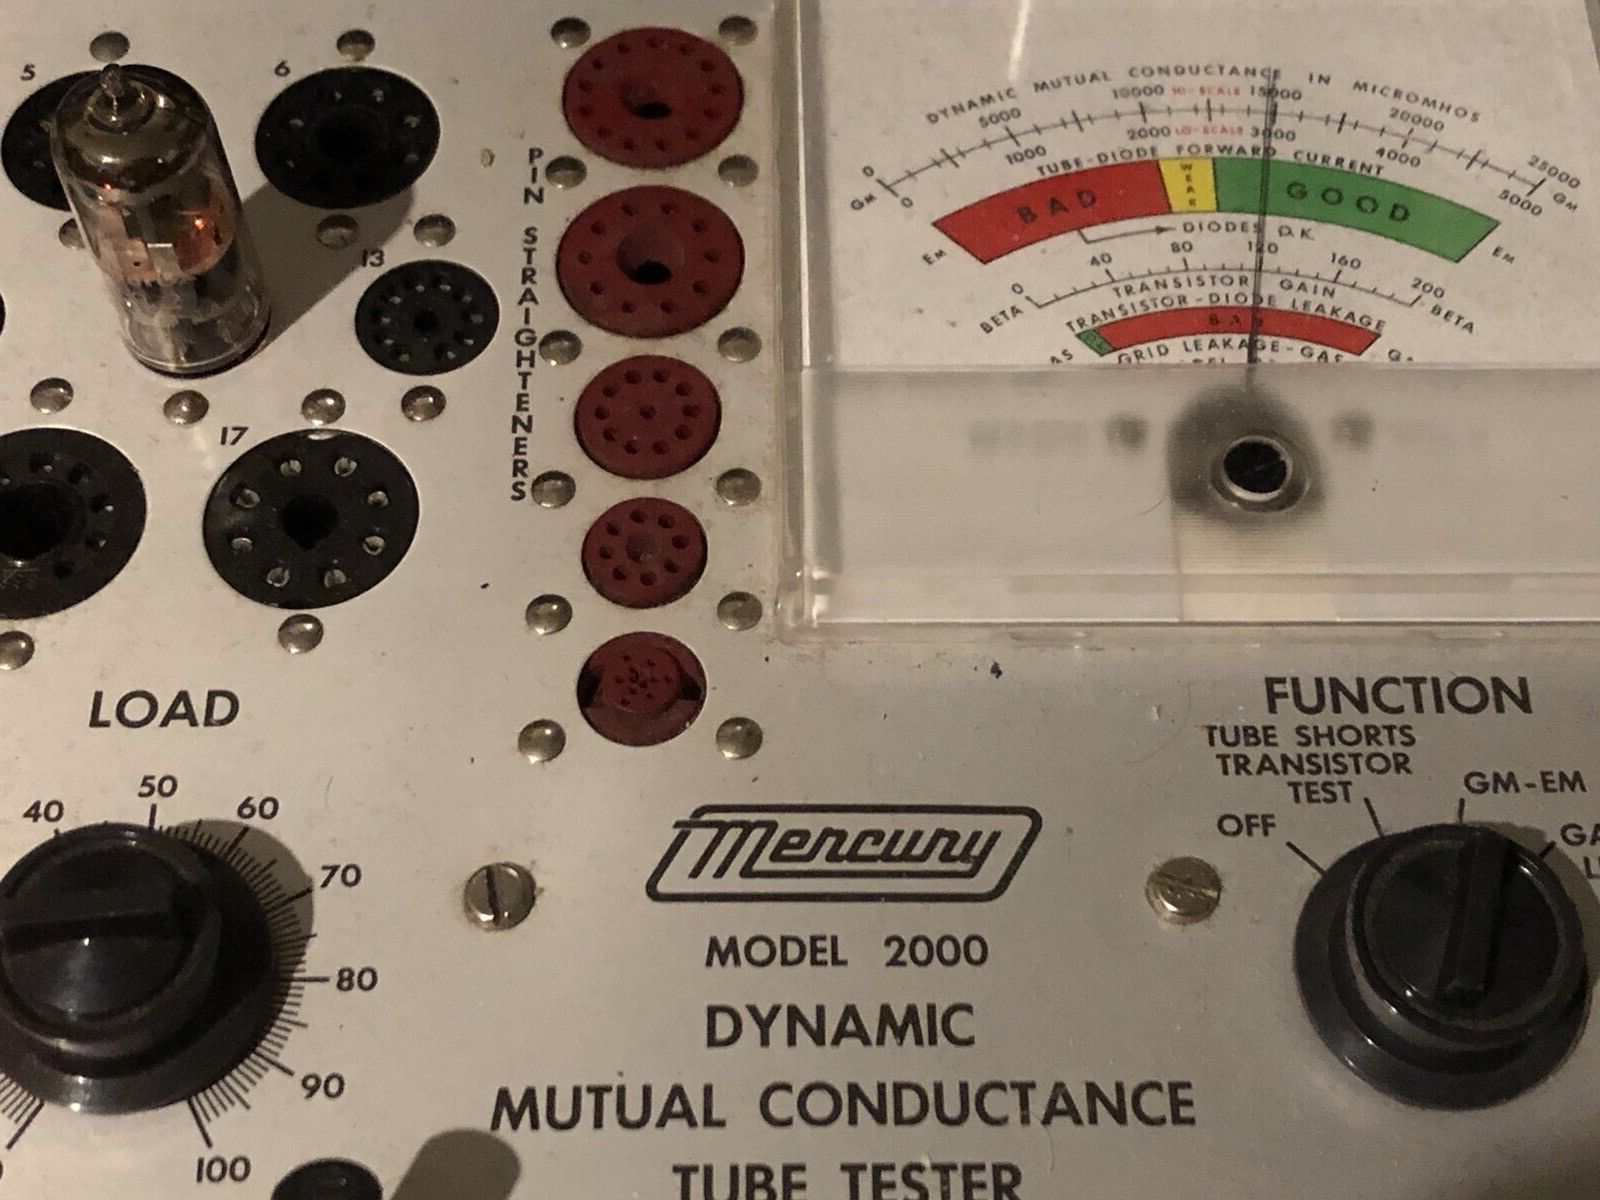 5
6
13
17
PIN STRAIGHTENERS
DYNAMIC MUTUAL CONDUCTANCE IN MICROMHOS
0 5000 10000 HI-SCALE 15000 20000 25000
GM 0 1000 2000 LO-SCALE 3000 4000 5000 GM
TUBE-DIODE FORWARD CURRENT
BAD WEAK GOOD
EM DIODES O.K. EM
0 40 80 120 160 200
BETA TRANSISTOR GAIN BETA
TRANSISTOR-DIODE LEAKAGE
BAD
GRID LEAKAGE-GAS
LOAD
40 50 60 70 80 90 100
FUNCTION
TUBE SHORTS
TRANSISTOR
TEST
OFF
GM-EM
Mercury
MODEL 2000
DYNAMIC
MUTUAL CONDUCTANCE
TUBE TESTER